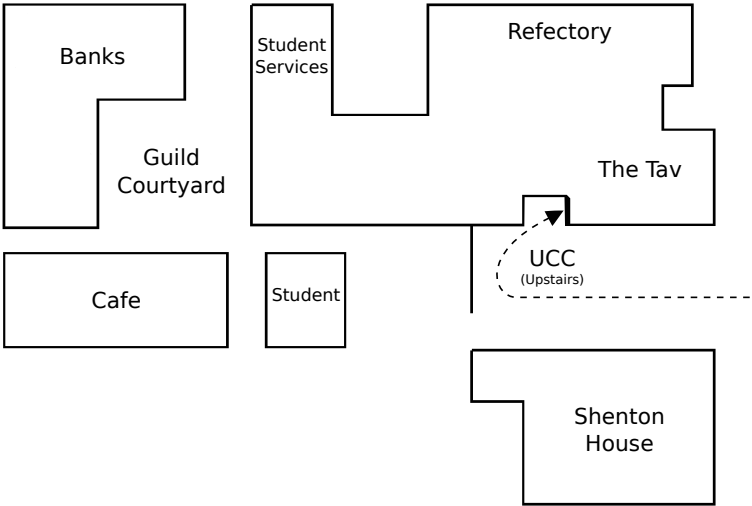 Refectory
Banks
Student
Services
Guild
Courtyard
The Tav
UCC
(Upstairs)
Cafe
Student
Shenton
House